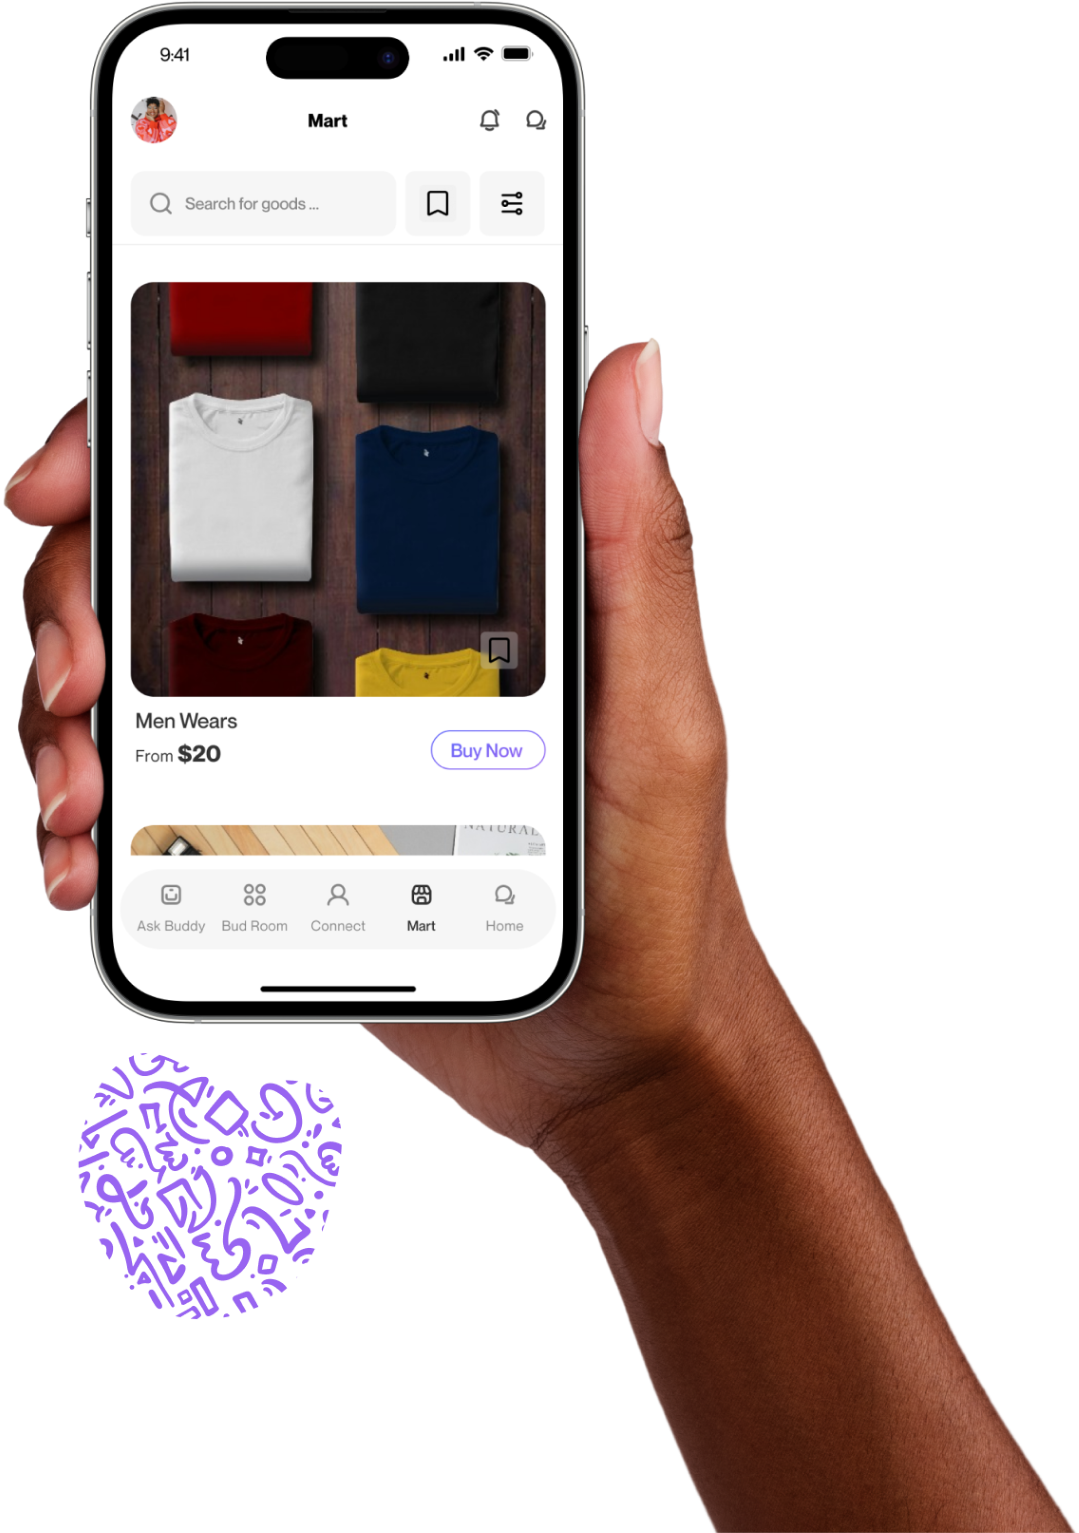 9:41
Mart
Search for goods ...
Men Wears
From $20
Buy Now
NATURAL
Ask Buddy
Bud Room
Connect
Mart
Home